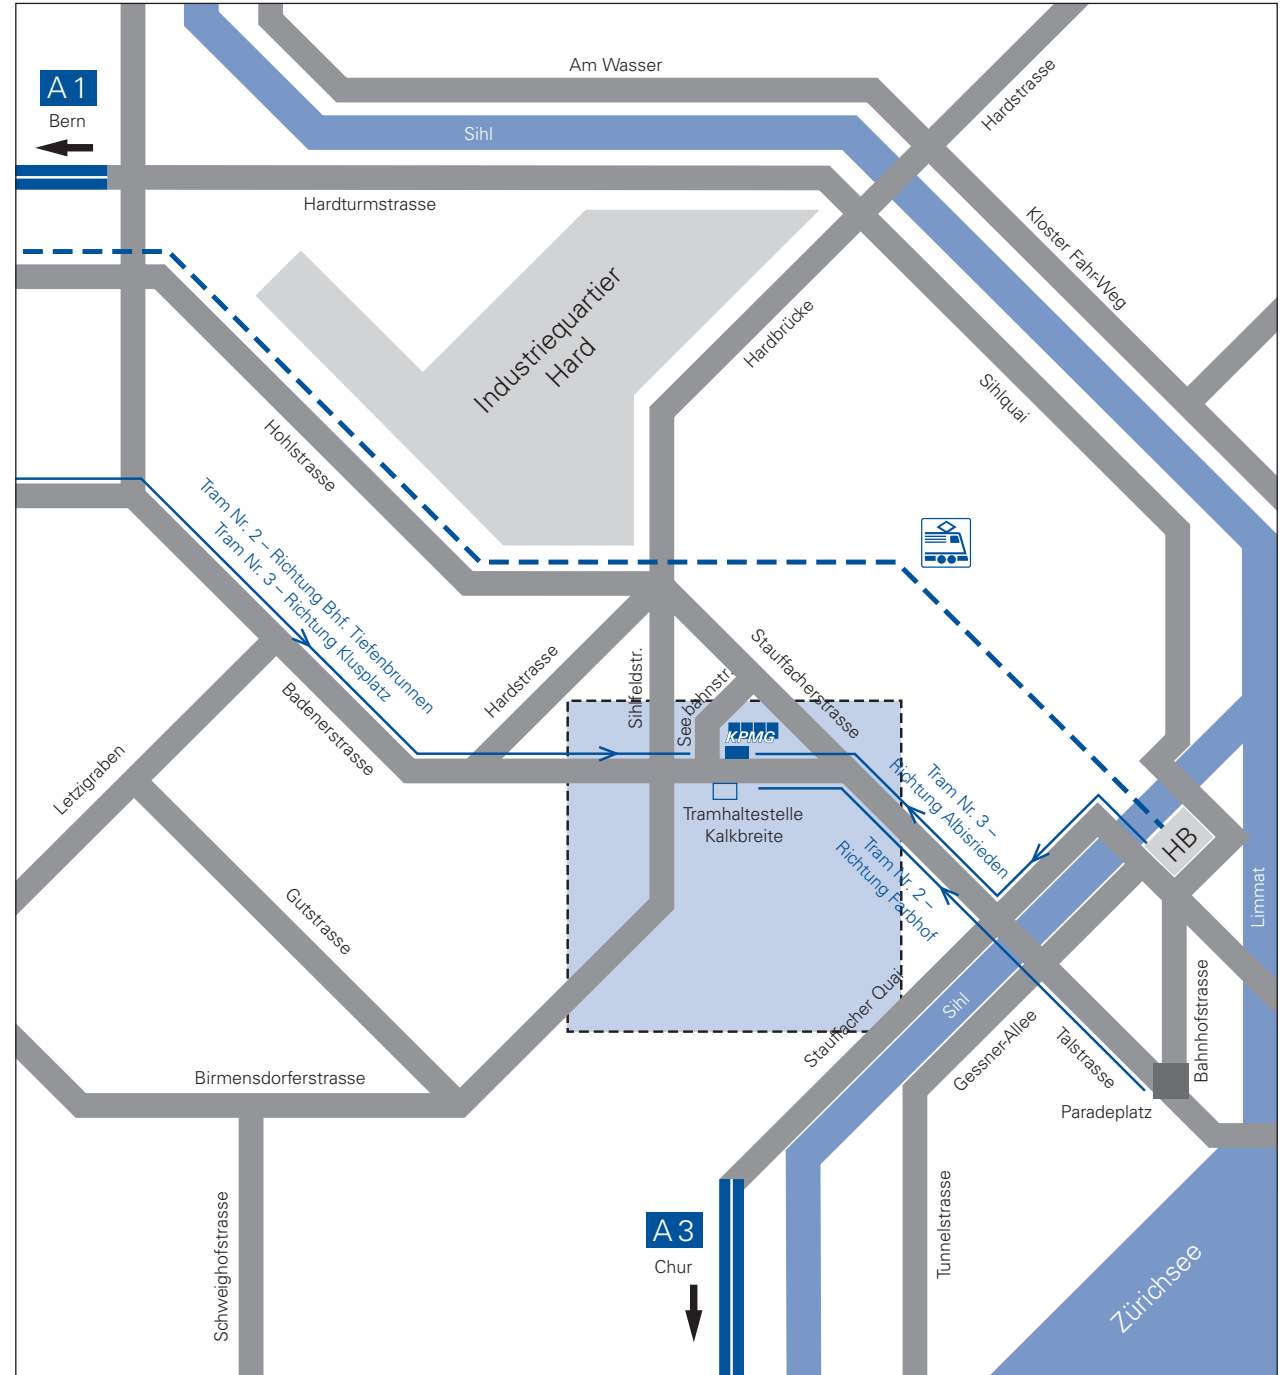 Am Wasser
Hardstrasse
A 1
Bern
Sihl
Hardturmstrasse
Kloster Fahr-Weg
Industriequartier
Hard
Hardbrücke
Sihlquai
Hohlstrasse
Tram Nr. 2 – Richtung Bhf. Tiefenbrunnen
Tram Nr. 3 – Richtung Klusplatz
Hardstrasse
Sihlfeldstr.
Seebahnstr.
Stauffacherstrasse
Badenerstrasse
KPMG
Letzigraben
Tramhaltestelle
Kalkbreite
Tram Nr. 3 –
Richtung Albisrieden
Tram Nr. 2 –
Richtung Farbhof
HB
Limmat
Gutstrasse
Stauffacher Quai
Sihl
Gessner-Allee
Talstrasse
Bahnhofstrasse
Birmensdorferstrasse
Paradeplatz
Schweighofstrasse
A 3
Chur
Tunnelstrasse
Zürichsee